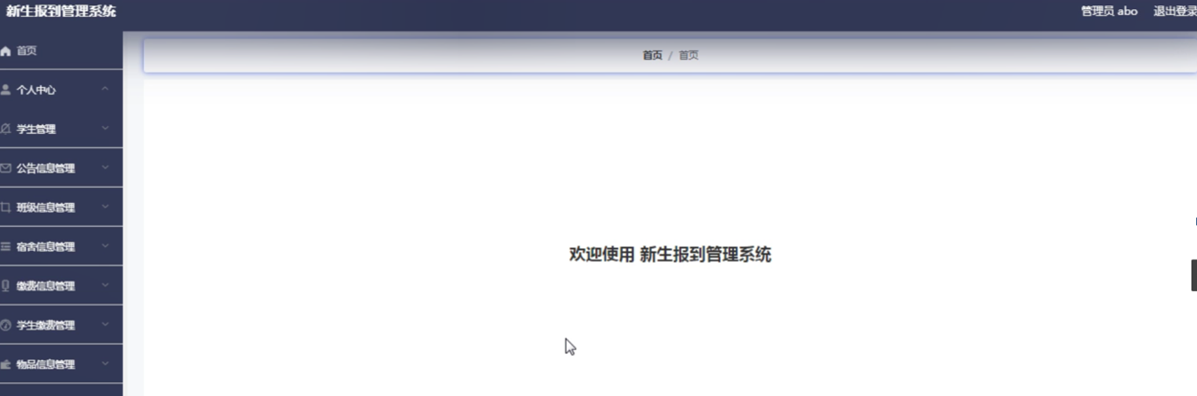 新生报到管理系统
管理员 abo 退出登录
首页
首页 / 首页
个人中心
学生管理
公告信息管理
班级信息管理
宿舍信息管理
缴费信息管理
学生缴费管理
物品信息管理
欢迎使用 新生报到管理系统